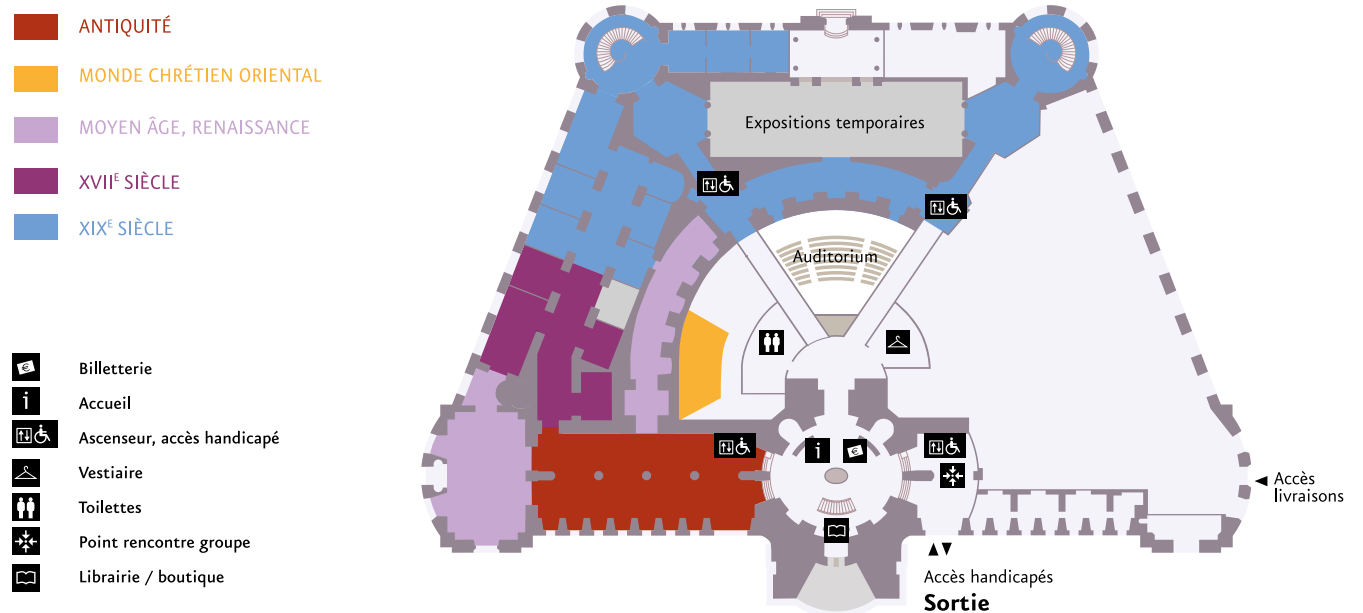 ANTIQUITÉ
MONDE CHRÉTIEN ORIENTAL
MOYEN ÂGE, RENAISSANCE
XVIIE SIÈCLE
XIXE SIÈCLE
€ Billetterie
i Accueil
Ascenseur, accès handicapé
Vestiaire
Toilettes
Point rencontre groupe
Librairie / boutique
Expositions temporaires
Auditorium
i €
Accès
livraisons
Accès handicapés
Sortie